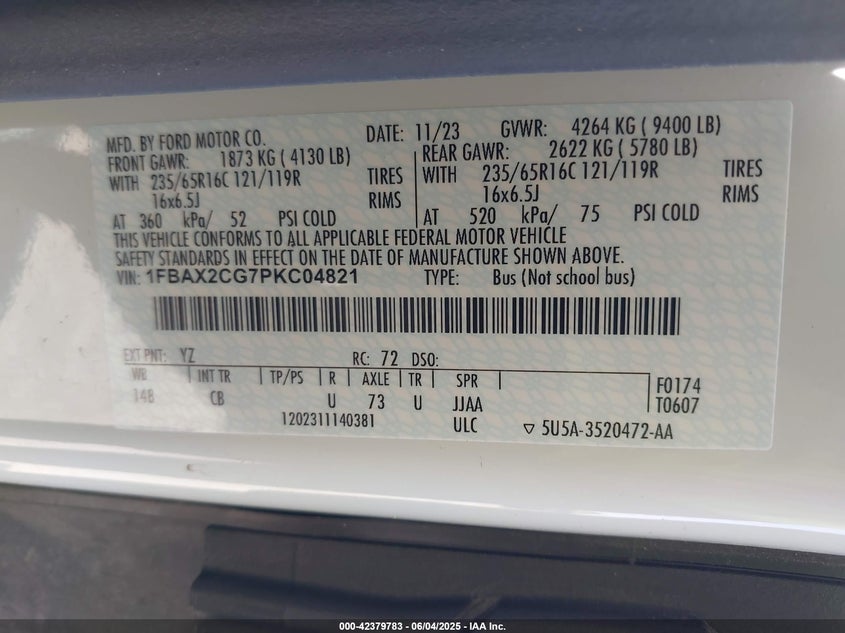 MFD. BY FORD MOTOR CO. DATE: 11/23 GVWR: 4264 KG ( 9400 LB)
FRONT GAWR: 1873 KG ( 4130 LB) REAR GAWR: 2622 KG ( 5780 LB)
WITH 235/65R16C 121/119R TIRES WITH 235/65R16C 121/119R TIRES
16x6.5J RIMS 16x6.5J RIMS
AT 360 kPa/ 52 PSI COLD AT 520 kPa/ 75 PSI COLD
THIS VEHICLE CONFORMS TO ALL APPLICABLE FEDERAL MOTOR VEHICLE
SAFETY STANDARDS IN EFFECT ON THE DATE OF MANUFACTURE SHOWN ABOVE.
VIN: 1FBAX2CG7PKC04821 TYPE: Bus (Not school bus)
EXT PNT: YZ RC: 72 DSO:
WB INT TR TP/PS R AXLE TR SPR F0174
148 CB U 73 U JJAA T0607
1202311140381 ULC ▽ 5U5A-3520472-AA
000-42379783 - 06/04/2025 - IAA Inc.